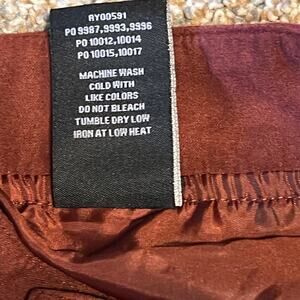 RYG0591
PO 9987,9993,9996
PO 10012,10014
PO 10015,10017
MACHINE WASH
COLD WITH
LIKE COLORS
DO NOT BLEACH
TUMBLE DRY LOW
IRON AT LOW HEAT